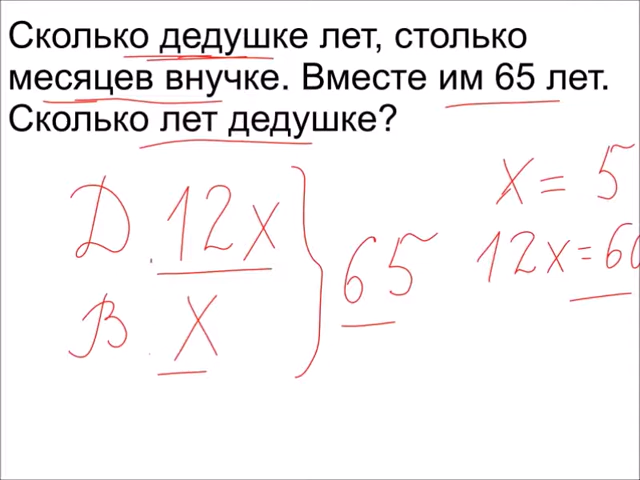 Сколько дедушке лет, столько
месяцев внучке. Вместе им 65 лет.
Сколько лет дедушке?
x = 5
Д. 12x
65
12x = 60
В. x